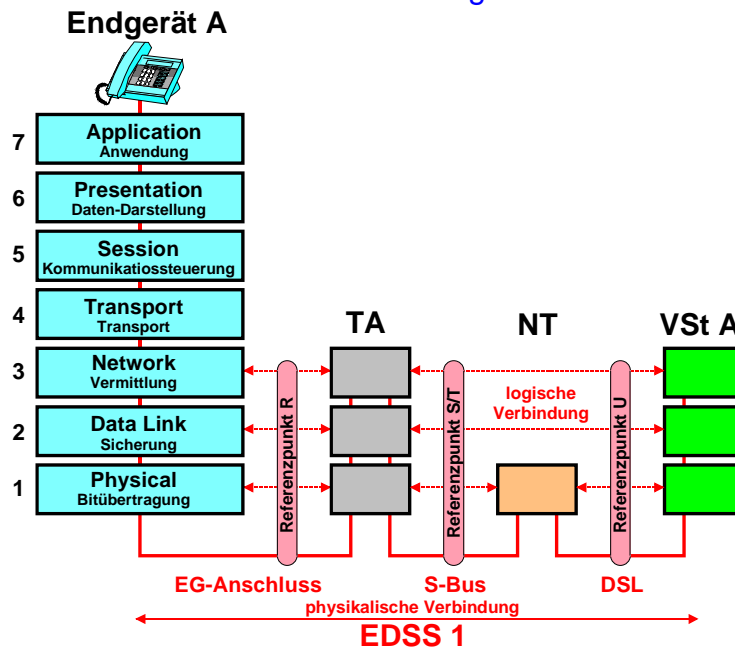 Endgerät A
7
Application
Anwendung
6
Presentation
Daten-Darstellung
5
Session
Kommunikatiossteuerung
4
Transport
Transport
TA
NT
VSt A
3
Network
Vermittlung
2
Data Link
Sicherung
1
Physical
Bitübertragung
Referenzpunkt R
Referenzpunkt S/T
logische
Verbindung
Referenzpunkt U
EG-Anschluss
S-Bus
DSL
physikalische Verbindung
EDSS 1